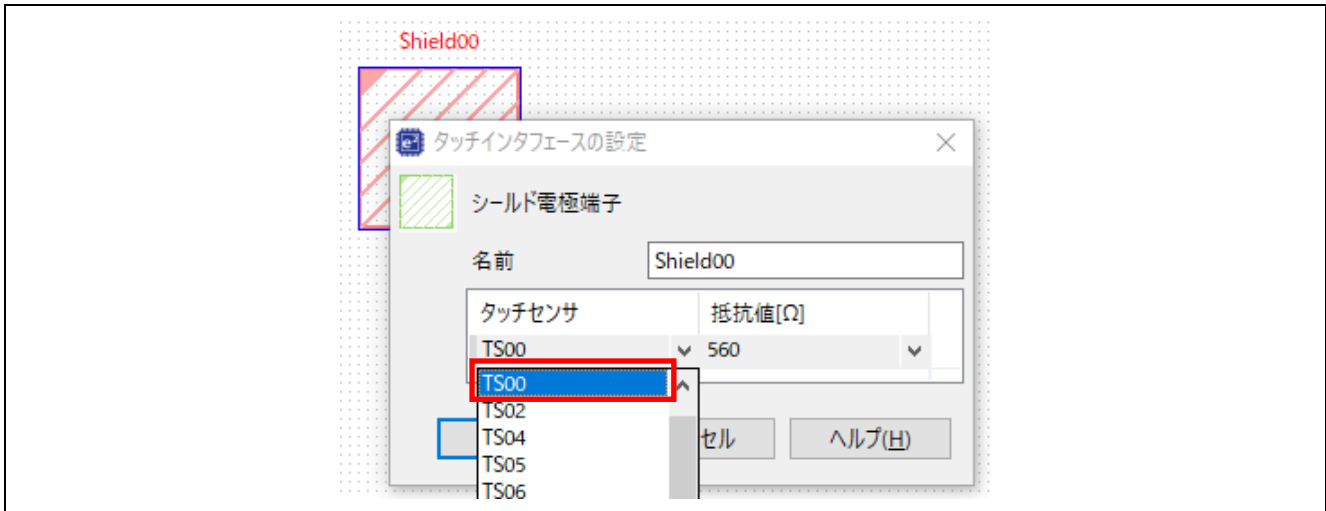 Shield00
タッチインタフェースの設定
シールド電極端子
名前 Shield00
タッチセンサ 抵抗値[Ω]
TS00 560
TS00
TS02
TS04
セル ヘルプ(H)
TS05
TS06